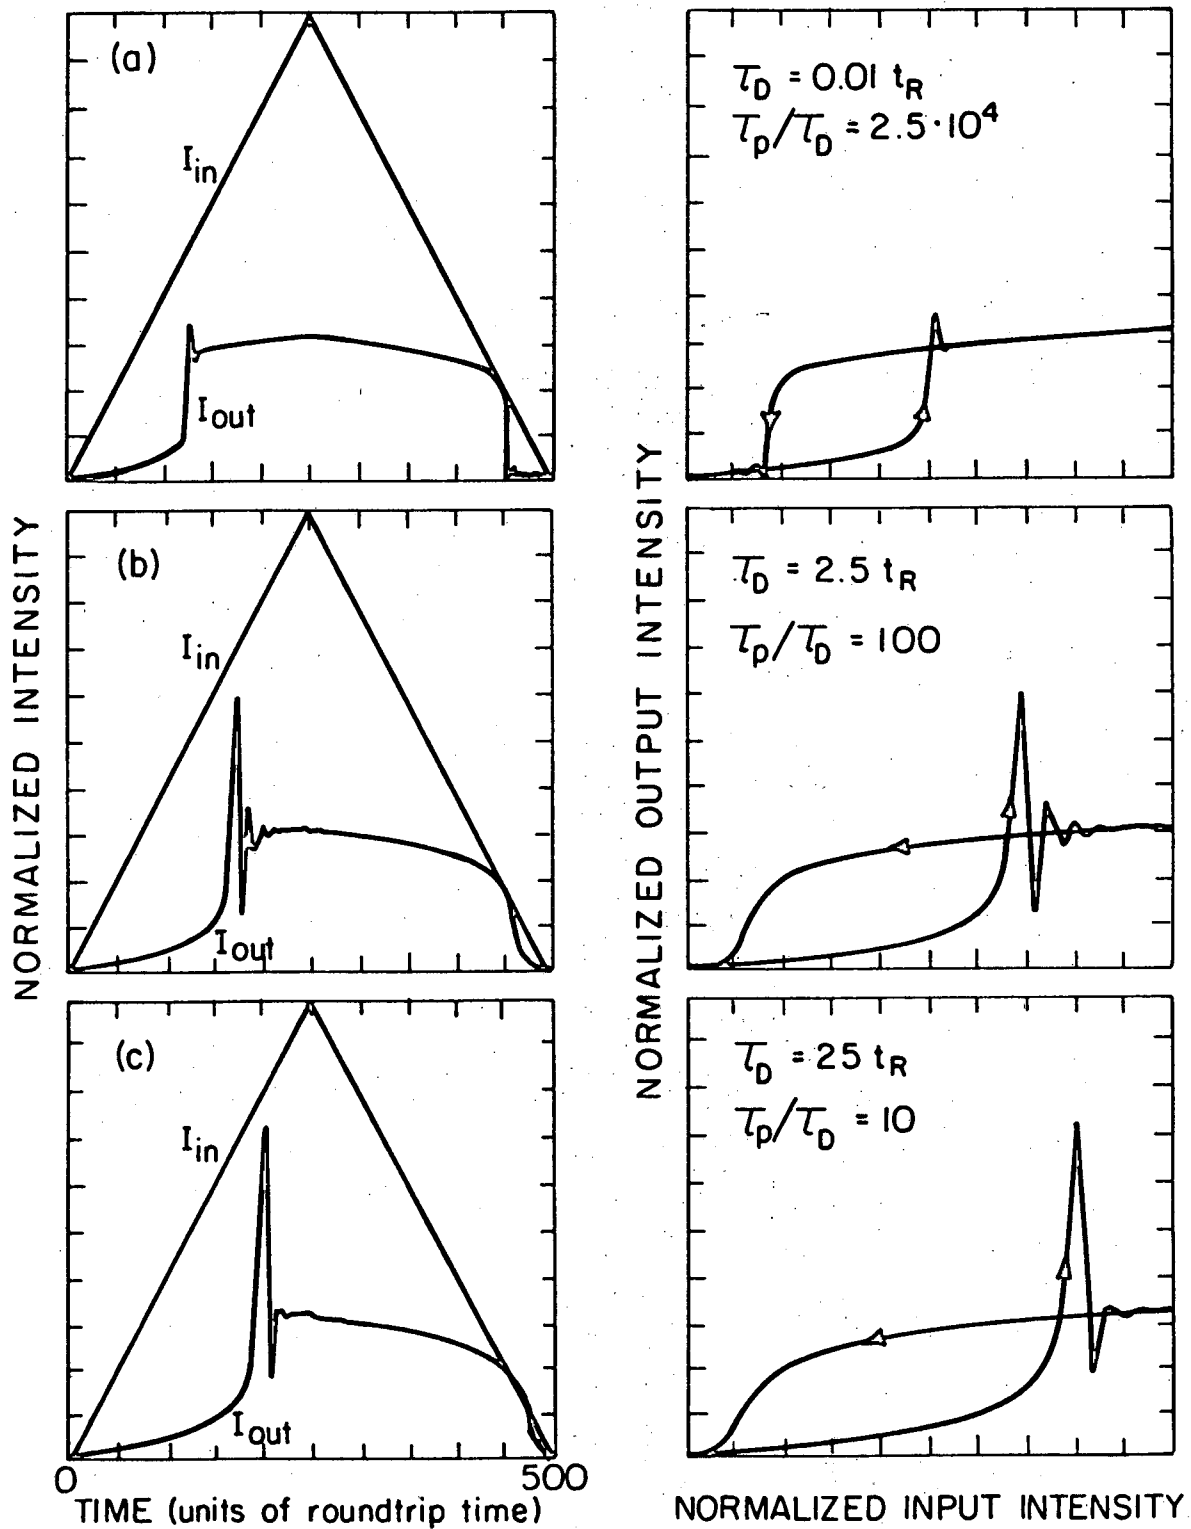 (a)
I_in
I_out
τ_D = 0.01 t_R
τ_p/τ_D = 2.5·10⁴
(b)
I_in
I_out
τ_D = 2.5 t_R
τ_p/τ_D = 100
(c)
I_in
I_out
τ_D = 25 t_R
τ_p/τ_D = 10
NORMALIZED INTENSITY
NORMALIZED OUTPUT INTENSITY
0 500
TIME (units of roundtrip time)
NORMALIZED INPUT INTENSITY